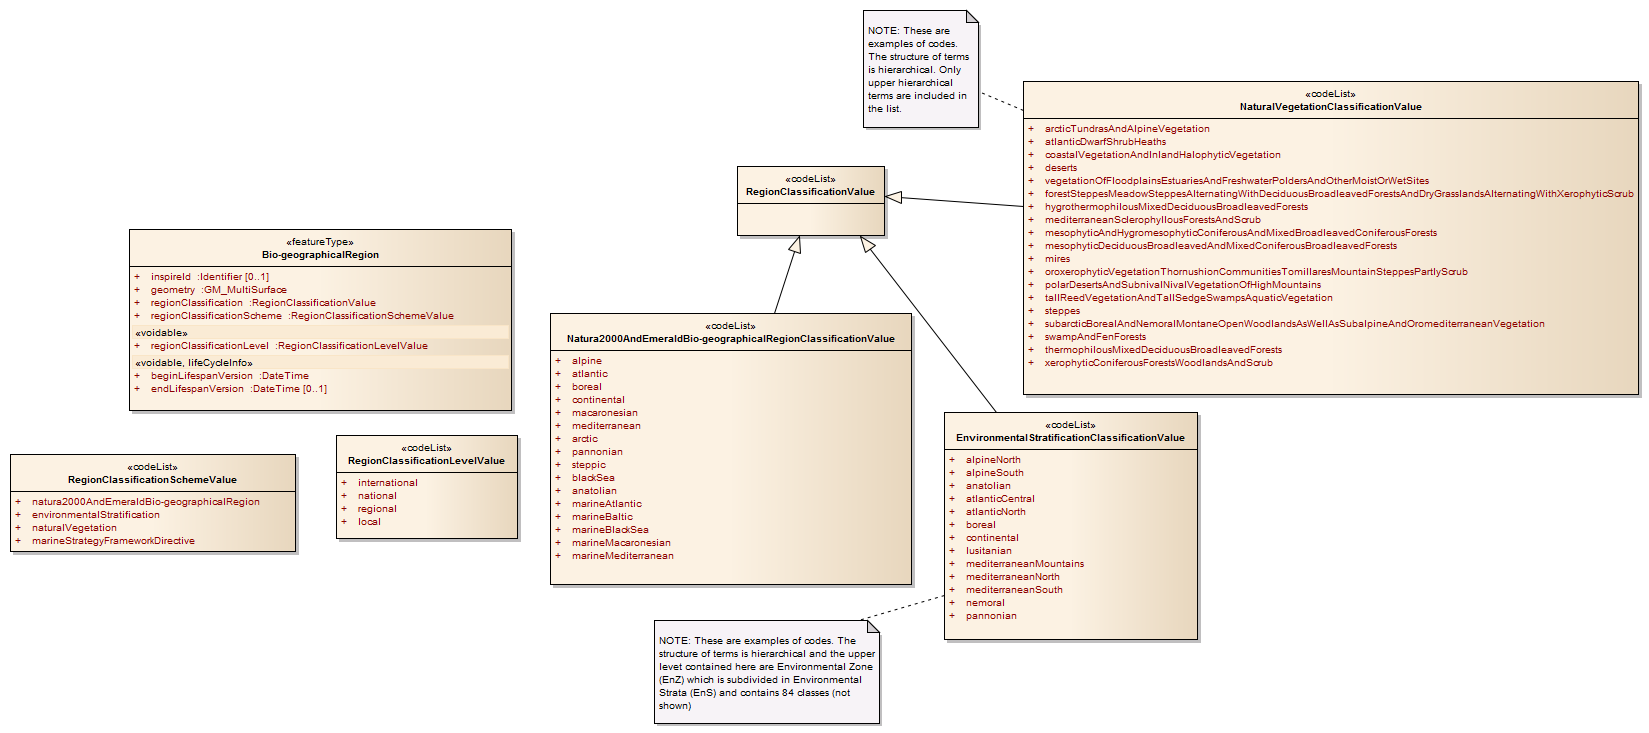 NOTE: These are
examples of codes.
The structure of terms
is hierarchical. Only
upper hierarchical
terms are included in
the list.
«codeList»
NaturalVegetationClassificationValue
+ arcticTundrasAndAlpineVegetation
+ atlanticDwarfShrubHeaths
+ coastalVegetationAndInlandHalophyticVegetation
+ deserts
+ vegetationOfFloodplainsEstuariesAndFreshwaterPoldersAndOtherMoistOrWetSites
+ forestSteppesMeadowSteppesAlternatingWithDeciduousBroadleavedForestsAndDryGrasslandsAlternatingWithXerophyticScrub
+ hygrothermophilousMixedDeciduousBroadleavedForests
+ mediterraneanSclerophyllousForestsAndScrub
+ mesophyticAndHygromesophyticConiferousAndMixedBroadleavedConiferousForests
+ mesophyticDeciduousBroadleavedAndMixedConiferousBroadleavedForests
+ mires
+ oroxerophyticVegetationThornushionCommunitiesTomillaresMountainSteppesPartlyScrub
+ polarDesertsAndSubnivalNivalVegetationOfHighMountains
+ tallReedVegetationAndTallSedgeSwampsAquaticVegetation
+ steppes
+ subarcticBorealAndNemoralMontaneOpenWoodlandsAsWellAsSubalpineAndOromediterraneanVegetation
+ swampAndFenForests
+ thermophilousMixedDeciduousBroadleavedForests
+ xerophyticConiferousForestsWoodlandsAndScrub
«codeList»
RegionClassificationValue
«featureType»
Bio-geographicalRegion
+ inspireId :Identifier [0..1]
+ geometry :GM_MultiSurface
+ regionClassification :RegionClassificationValue
+ regionClassificationScheme :RegionClassificationSchemeValue
«voidable»
+ regionClassificationLevel :RegionClassificationLevelValue
«voidable, lifeCycleInfo»
+ beginLifespanVersion :DateTime
+ endLifespanVersion :DateTime [0..1]
«codeList»
Natura2000AndEmeraldBio-geographicalRegionClassificationValue
+ alpine
+ atlantic
+ boreal
+ continental
+ macaronesian
+ mediterranean
+ arctic
+ pannonian
+ steppic
+ blackSea
+ anatolian
+ marineAtlantic
+ marineBaltic
+ marineBlackSea
+ marineMacaronesian
+ marineMediterranean
«codeList»
EnvironmentalStratificationClassificationValue
+ alpineNorth
+ alpineSouth
+ anatolian
+ atlanticCentral
+ atlanticNorth
+ boreal
+ continental
+ lusitanian
+ mediterraneanMountains
+ mediterraneanNorth
+ mediterraneanSouth
+ nemoral
+ pannonian
«codeList»
RegionClassificationSchemeValue
+ natura2000AndEmeraldBio-geographicalRegion
+ environmentalStratification
+ naturalVegetation
+ marineStrategyFrameworkDirective
«codeList»
RegionClassificationLevelValue
+ international
+ national
+ regional
+ local
NOTE: These are examples of codes. The
structure of terms is hierarchical and the upper
levet contained here are Environmental Zone
(EnZ) which is subdivided in Environmental
Strata (EnS) and contains 84 classes (not
shown)